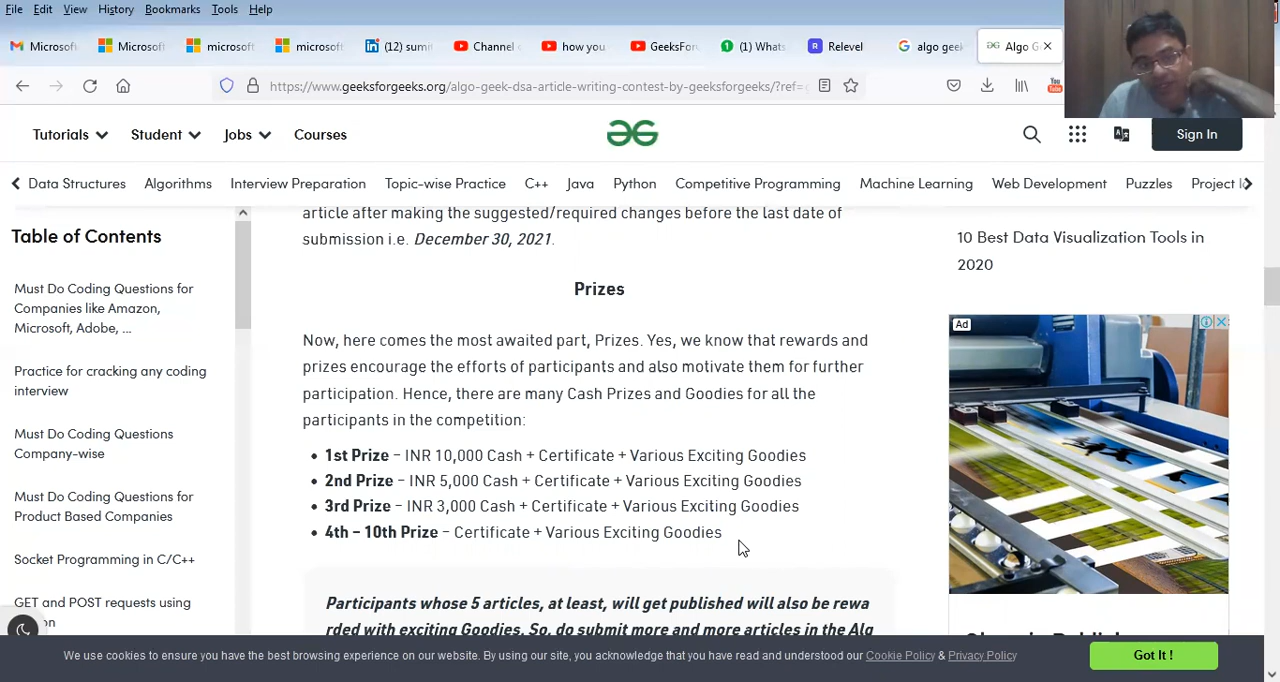 File Edit View History Bookmarks Tools Help
Microsof Microsof microsof microsof (12) sumi Channel c how you GeeksFor (1) Whats Relevel algo geek Algo G
https://www.geeksforgeeks.org/algo-geek-dsa-article-writing-contest-by-geeksforgeeks/?ref=
Tutorials Student Jobs Courses Sign In
Data Structures Algorithms Interview Preparation Topic-wise Practice C++ Java Python Competitive Programming Machine Learning Web Development Puzzles Project
Table of Contents
Must Do Coding Questions for
Companies like Amazon,
Microsoft, Adobe, ...
Practice for cracking any coding
interview
Must Do Coding Questions
Company-wise
Must Do Coding Questions for
Product Based Companies
Socket Programming in C/C++
GET and POST requests using
article after making the suggested/required changes before the last date of
submission i.e. December 30, 2021.
Prizes
Now, here comes the most awaited part, Prizes. Yes, we know that rewards and
prizes encourage the efforts of participants and also motivate them for further
participation. Hence, there are many Cash Prizes and Goodies for all the
participants in the competition:
• 1st Prize – INR 10,000 Cash + Certificate + Various Exciting Goodies
• 2nd Prize – INR 5,000 Cash + Certificate + Various Exciting Goodies
• 3rd Prize – INR 3,000 Cash + Certificate + Various Exciting Goodies
• 4th – 10th Prize – Certificate + Various Exciting Goodies
Participants whose 5 articles, at least, will get published will also be rewa
rded with exciting Goodies. So, do submit more and more articles in the Alg
10 Best Data Visualization Tools in
2020
Ad
We use cookies to ensure you have the best browsing experience on our website. By using our site, you acknowledge that you have read and understood our Cookie Policy & Privacy Policy
Got It !